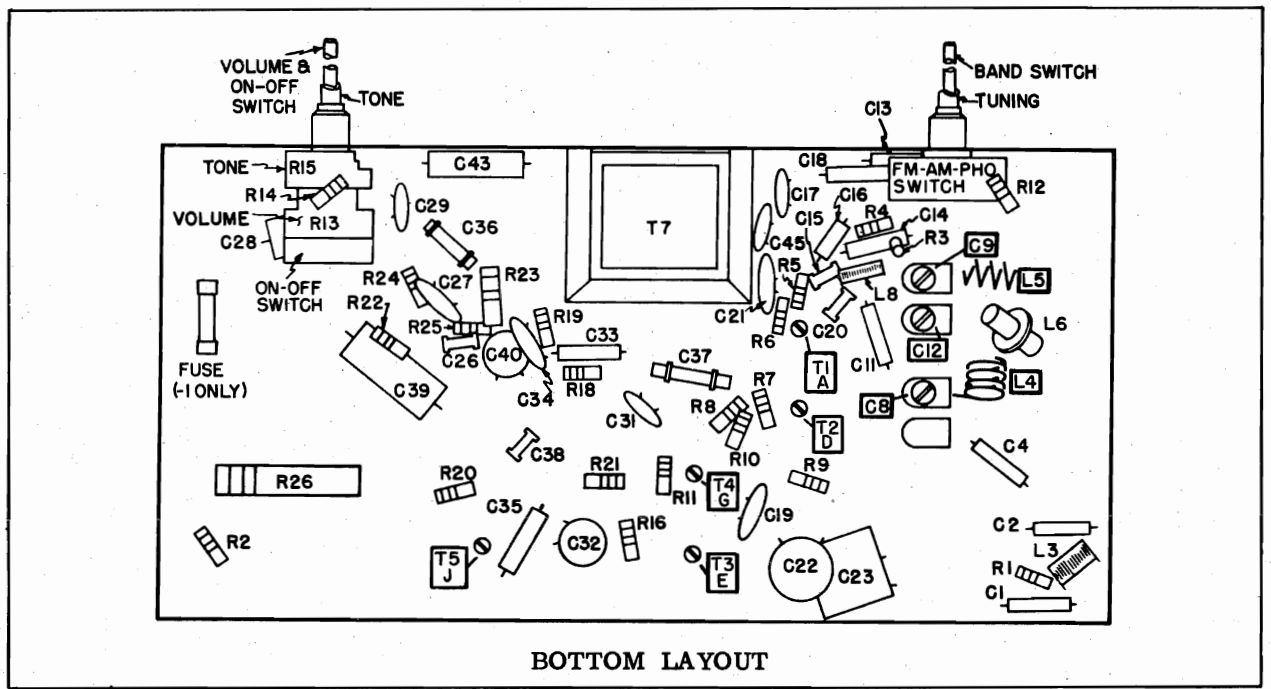 VOLUME &
ON-OFF
SWITCH
TONE
BAND SWITCH
TUNING
C13
TONE
R15
R14
VOLUME
R13
C28
ON-OFF
SWITCH
C43
C29
C36
T7
C18
FM-AM-PHO
SWITCH
R12
C17
C16
C15
R4
C14
R3
C45
C9
L5
R24
C27
R23
R5
L8
C21
R6
C20
L6
R22
R25
C26
C40
R19
C33
C12
C11
FUSE
(-1 ONLY)
C39
C34
R18
C37
T1
A
L4
C31
R8
R7
C8
T2
D
C38
R10
R9
C4
R26
R20
R21
R11
T4
G
C35
C19
R2
R16
C2
L3
T5
J
C32
T3
E
C22
C23
R1
C1
BOTTOM LAYOUT